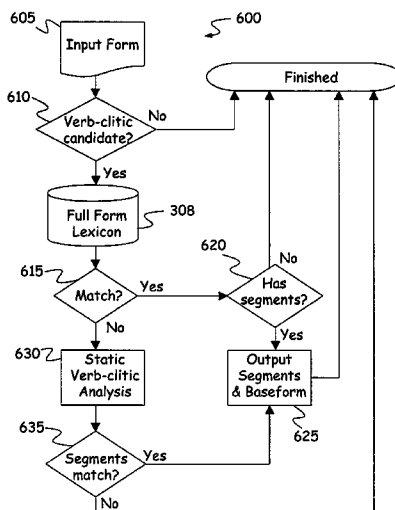 605
600
Input Form
Finished
610
Verb-clitic
candidate?
No
Yes
Full Form
Lexicon
308
620
No
615
Match?
Yes
Has
segments?
No
Yes
630
Static
Verb-clitic
Analysis
Output
Segments
& Baseform
625
635
Segments
match?
Yes
No